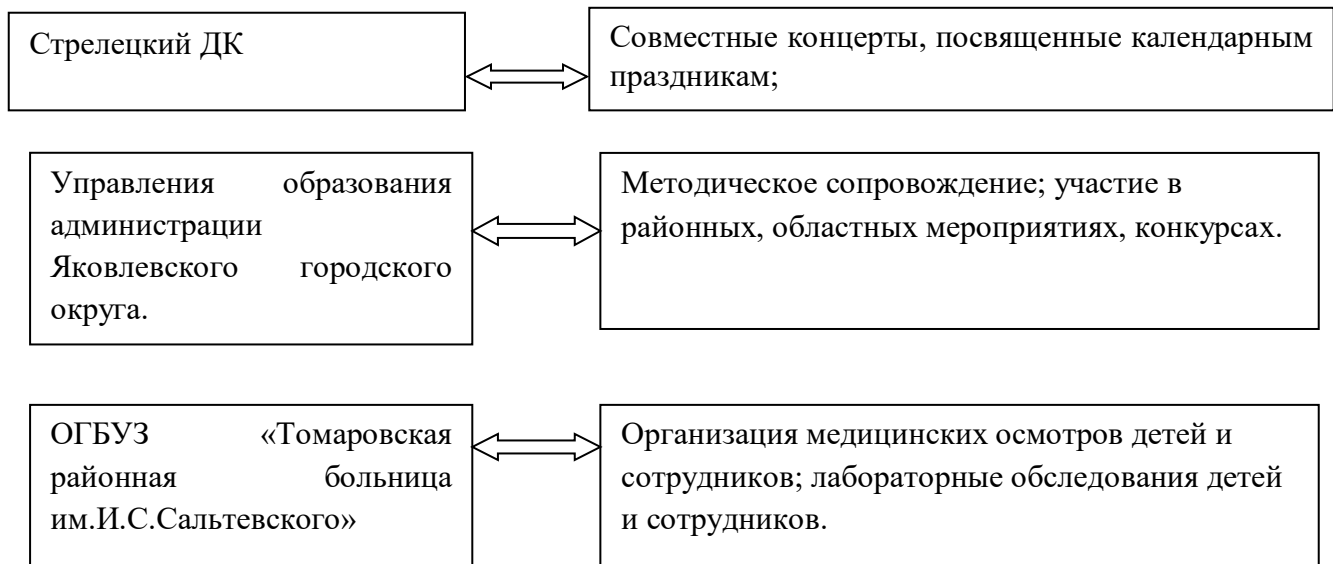 Стрелецкий ДК
Совместные концерты, посвященные календарным
праздникам;
Управления образования
администрации
Яковлевского городского
округа.
Методическое сопровождение; участие в
районных, областных мероприятиях, конкурсах.
ОГБУЗ «Томаровская
районная больница
им.И.С.Сальтевского»
Организация медицинских осмотров детей и
сотрудников; лабораторные обследования детей
и сотрудников.